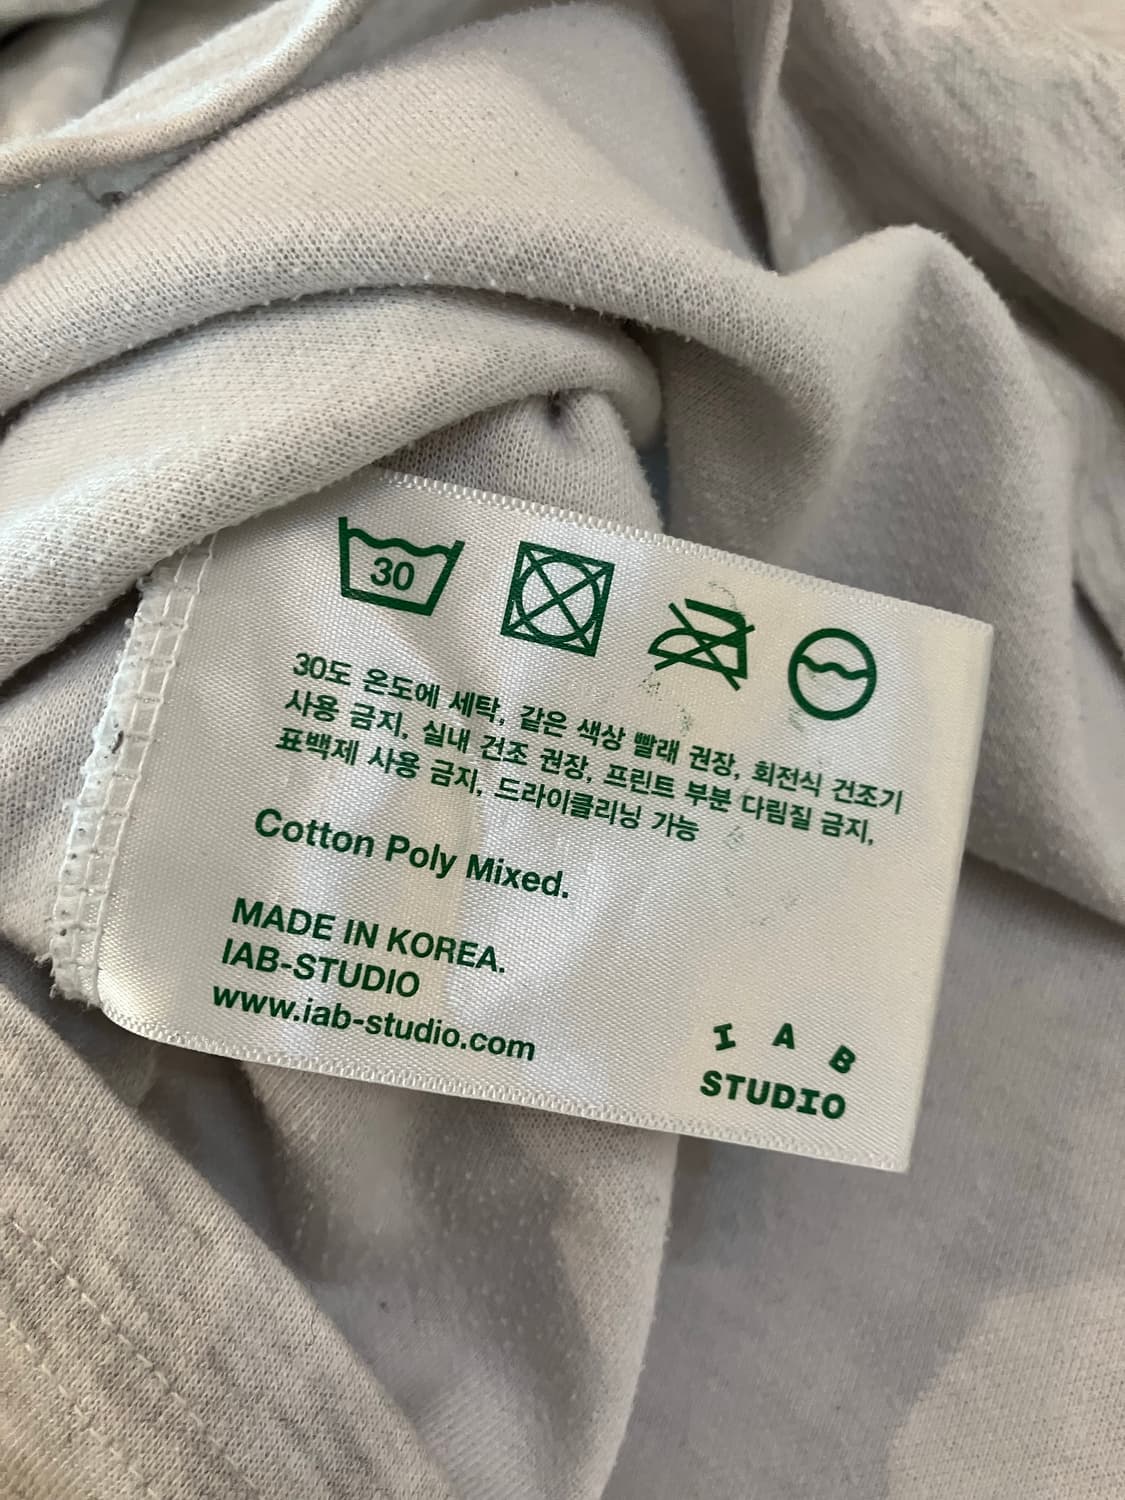 30
30도 온도에 세탁, 같은 색상 빨래 권장, 회전식 건조기
사용 금지, 실내 건조 권장, 프린트 부분 다림질 금지,
표백제 사용 금지, 드라이클리닝 가능
Cotton Poly Mixed.
MADE IN KOREA.
IAB-STUDIO
www.iab-studio.com
I A B
STUDIO